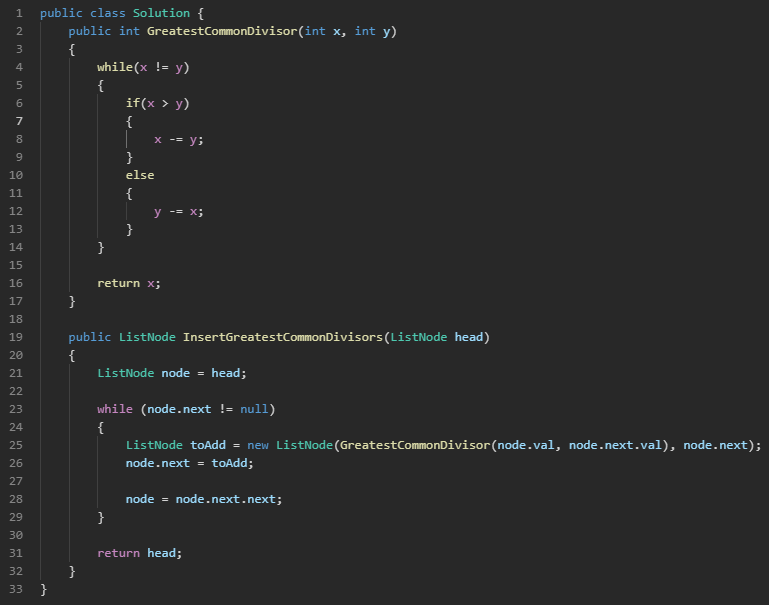 1 public class Solution {
2     public int GreatestCommonDivisor(int x, int y)
3     {
4         while(x != y)
5         {
6             if(x > y)
7             {
8                 x -= y;
9             }
10             else
11             {
12                 y -= x;
13             }
14         }
15
16         return x;
17     }
18
19     public ListNode InsertGreatestCommonDivisors(ListNode head)
20     {
21         ListNode node = head;
22
23         while (node.next != null)
24         {
25             ListNode toAdd = new ListNode(GreatestCommonDivisor(node.val, node.next.val), node.next);
26             node.next = toAdd;
27
28             node = node.next.next;
29         }
30
31         return head;
32     }
33 }